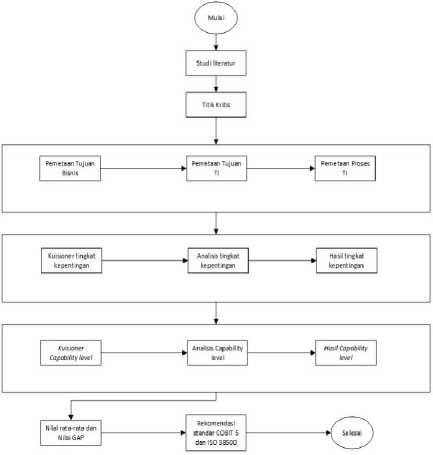 Mulai
Studi literatur
Titik Kritis
Pemetaan Tujuan
Bisnis
Pemetaan Tujuan
TI
Pemetaan Proses
TI
Kuisioner tingkat
kepentingan
Analisis tingkat
kepentingan
Hasil tingkat
kepentingan
Kuisioner
Capability level
Analisis Capability
level
Hasil Capability
level
Nilai rata-rata dan
Nilai GAP
Rekomendasi
standar COBIT 5
dan ISO 38500
Selesai